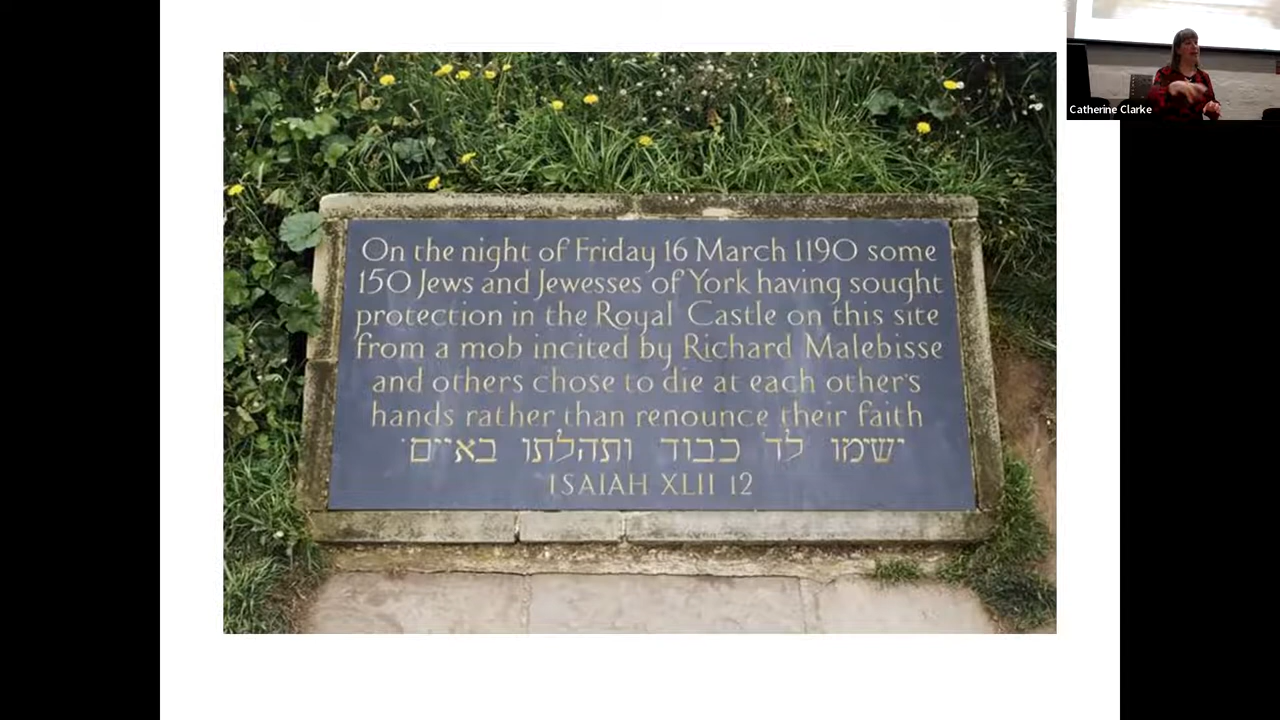 Catherine Clarke
On the night of Friday 16 March 1190 some
150 Jews and Jewesses of York having sought
protection in the Royal Castle on this site
from a mob incited by Richard Malebisse
and others chose to die at each other's
hands rather than renounce their faith
ישימו לד כבוד ותהלתו באיים
ISAIAH XLII 12